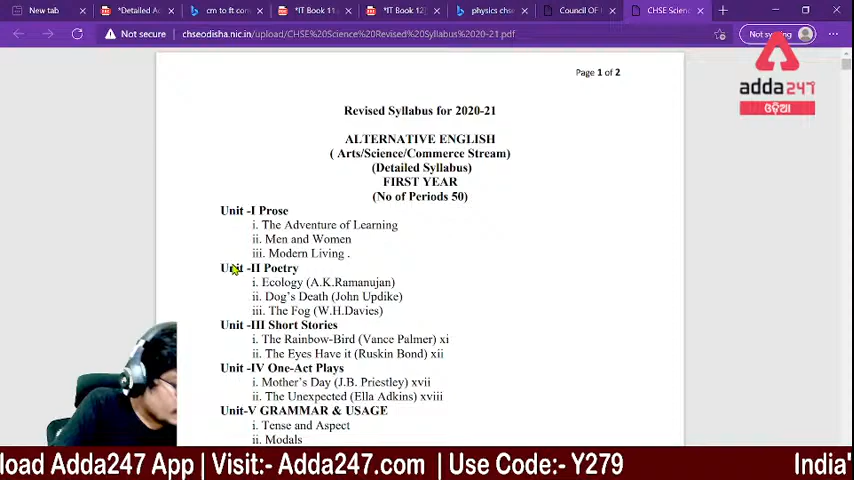 New tab
*Detailed A
cm to ft con
*IT Book 11
*IT Book 12
physics chse
Council OF
CHSE Scienc
Not secure | chseodisha.nic.in/upload/CHSE%20Science%20Revised%20Syllabus%2020-21.pdf
Not syncing
adda247
ଓଡ଼ିଆ
Page 1 of 2
Revised Syllabus for 2020-21
ALTERNATIVE ENGLISH
( Arts/Science/Commerce Stream)
(Detailed Syllabus)
FIRST YEAR
(No of Periods 50)
Unit -I Prose
i. The Adventure of Learning
ii. Men and Women
iii. Modern Living .
Unit -II Poetry
i. Ecology (A.K.Ramanujan)
ii. Dog's Death (John Updike)
iii. The Fog (W.H.Davies)
Unit -III Short Stories
i. The Rainbow-Bird (Vance Palmer) xi
ii. The Eyes Have it (Ruskin Bond) xii
Unit -IV One-Act Plays
i. Mother's Day (J.B. Priestley) xvii
ii. The Unexpected (Ella Adkins) xviii
Unit-V GRAMMAR & USAGE
i. Tense and Aspect
ii. Modals
load Adda247 App | Visit:- Adda247.com | Use Code:- Y279 India'